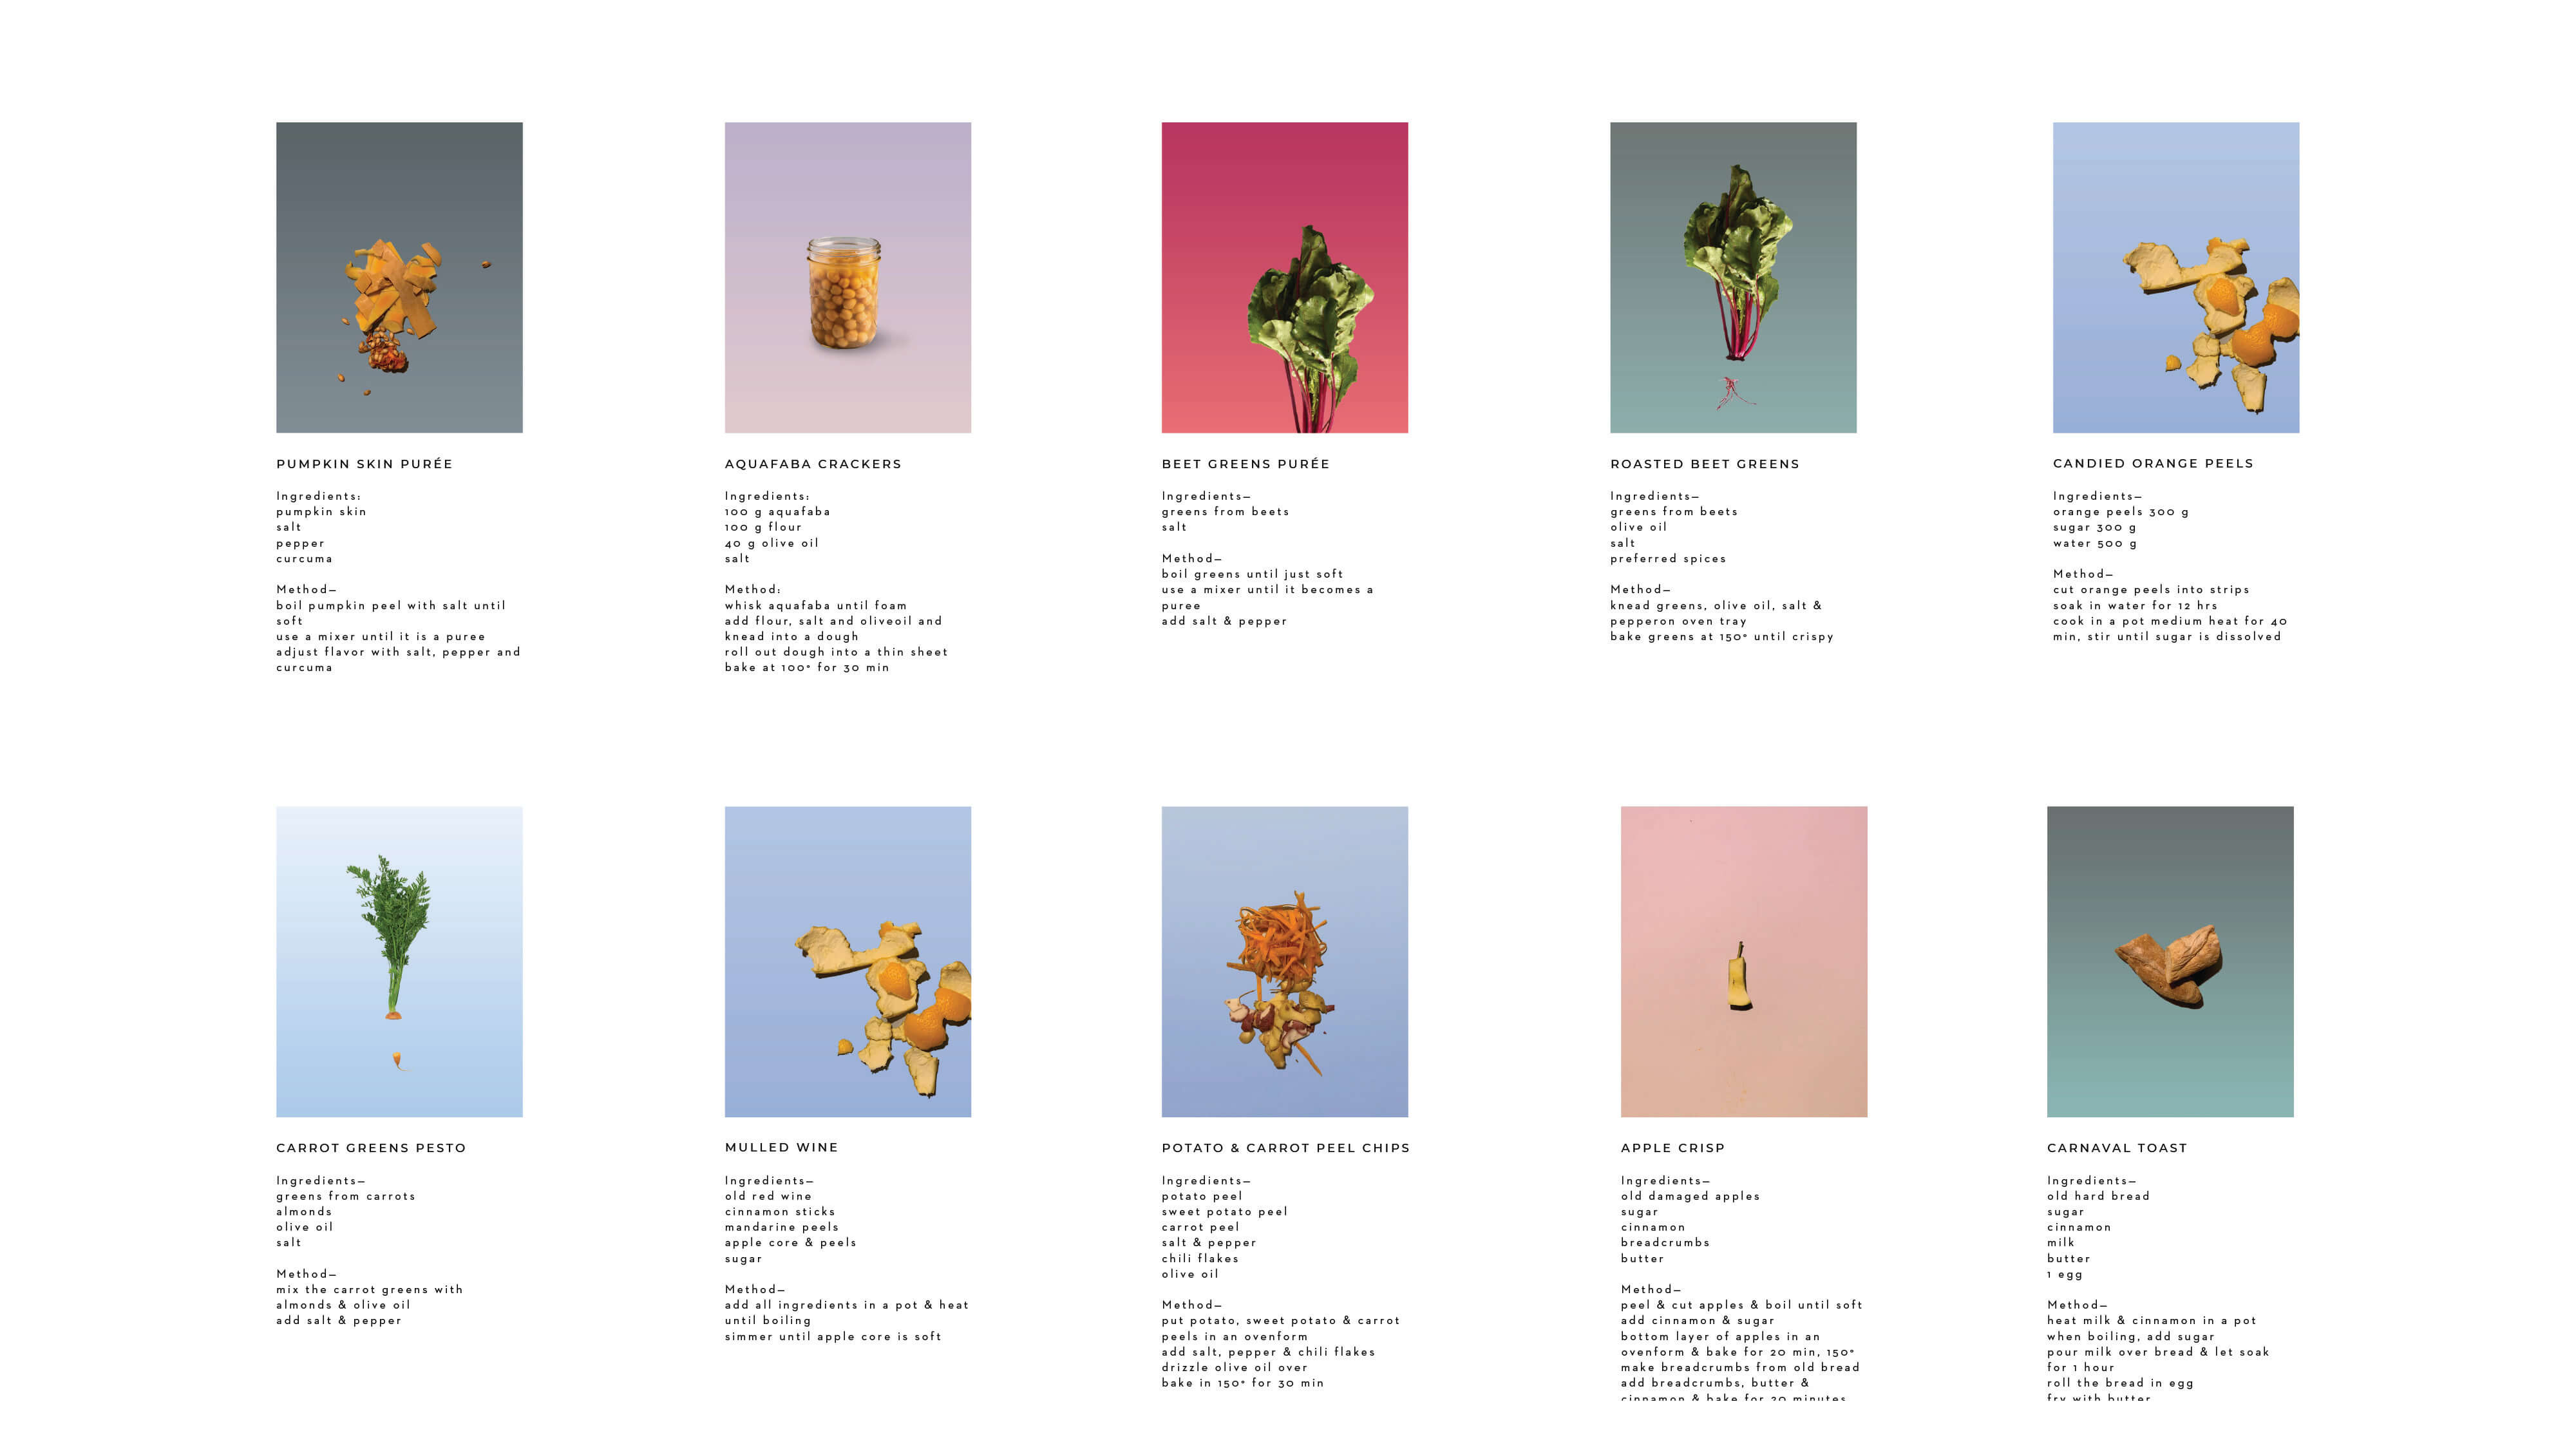 PUMPKIN SKIN PURÉE
Ingredients:
pumpkin skin
salt
pepper
curcuma
Method—
boil pumpkin peel with salt until
soft
use a mixer until it is a puree
adjust flavor with salt, pepper and
curcuma
AQUAFABA CRACKERS
Ingredients:
100 g aquafaba
100 g flour
40 g olive oil
salt
Method:
whisk aquafaba until foam
add flour, salt and oliveoil and
knead into a dough
roll out dough into a thin sheet
bake at 100° for 30 min
BEET GREENS PURÉE
Ingredients—
greens from beets
salt
Method—
boil greens until just soft
use a mixer until it becomes a
puree
add salt & pepper
ROASTED BEET GREENS
Ingredients—
greens from beets
olive oil
salt
preferred spices
Method—
knead greens, olive oil, salt &
pepperon oven tray
bake greens at 150° until crispy
CANDIED ORANGE PEELS
Ingredients—
orange peels 300 g
sugar 300 g
water 500 g
Method—
cut orange peels into strips
soak in water for 12 hrs
cook in a pot medium heat for 40
min, stir until sugar is dissolved
CARROT GREENS PESTO
Ingredients—
greens from carrots
almonds
olive oil
salt
Method—
mix the carrot greens with
almonds & olive oil
add salt & pepper
MULLED WINE
Ingredients—
old red wine
cinnamon sticks
mandarine peels
apple core & peels
sugar
Method—
add all ingredients in a pot & heat
until boiling
simmer until apple core is soft
POTATO & CARROT PEEL CHIPS
Ingredients—
potato peel
sweet potato peel
carrot peel
salt & pepper
chili flakes
olive oil
Method—
put potato, sweet potato & carrot
peels in an ovenform
add salt, pepper & chili flakes
drizzle olive oil over
bake in 150° for 30 min
APPLE CRISP
Ingredients—
old damaged apples
sugar
cinnamon
breadcrumbs
butter
Method—
peel & cut apples & boil until soft
add cinnamon & sugar
bottom layer of apples in an
ovenform & bake for 20 min, 150°
make breadcrumbs from old bread
add breadcrumbs, butter &
cinnamon & bake for 20 minutes
CARNAVAL TOAST
Ingredients—
old hard bread
sugar
cinnamon
milk
butter
1 egg
Method—
heat milk & cinnamon in a pot
when boiling, add sugar
pour milk over bread & let soak
for 1 hour
roll the bread in egg
fry with butter